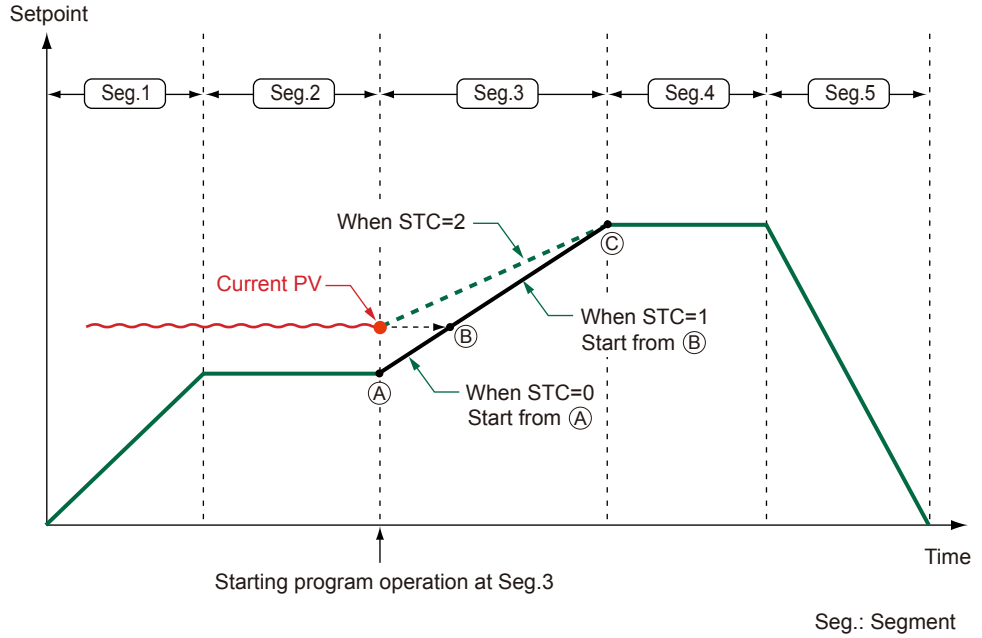 Setpoint
Seg.1
Seg.2
Seg.3
Seg.4
Seg.5
When STC=2
Ⓒ
Current PV
Ⓑ
When STC=1
Start from Ⓑ
Ⓐ
When STC=0
Start from Ⓐ
Time
Starting program operation at Seg.3
Seg.: Segment